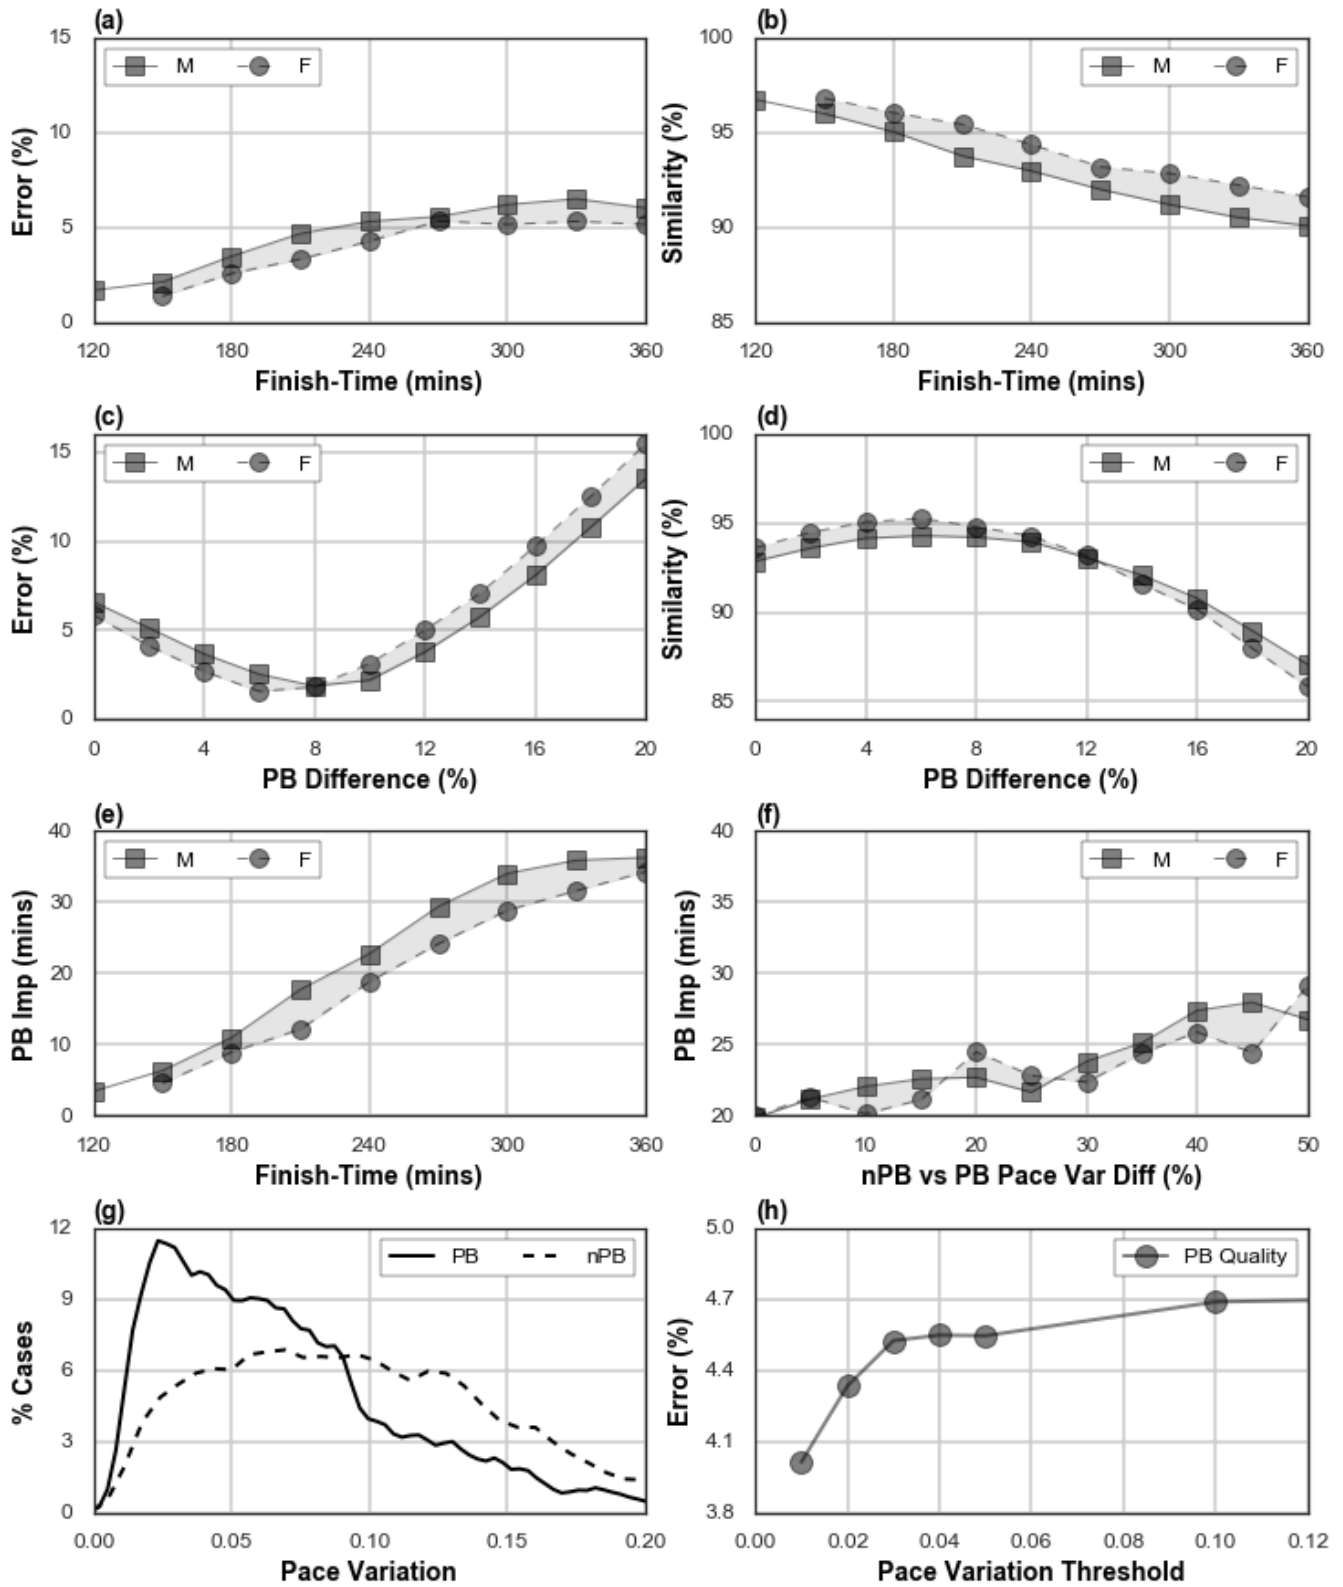 (a)
(b)
15
10
5
0
Error (%)
M F
120 180 240 300 360
Finish-Time (mins)
100
95
90
85
Similarity (%)
M F
120 180 240 300 360
Finish-Time (mins)
(c)
(d)
15
10
5
0
Error (%)
M F
0 4 8 12 16 20
PB Difference (%)
100
95
90
85
Similarity (%)
M F
0 4 8 12 16 20
PB Difference (%)
(e)
(f)
40
30
20
10
0
PB Imp (mins)
M F
120 180 240 300 360
Finish-Time (mins)
40
35
30
25
20
PB Imp (mins)
M F
0 10 20 30 40 50
nPB vs PB Pace Var Diff (%)
(g)
(h)
12
9
6
3
0
% Cases
PB nPB
0.00 0.05 0.10 0.15 0.20
Pace Variation
5.0
4.7
4.4
4.1
3.8
Error (%)
PB Quality
0.00 0.02 0.04 0.06 0.08 0.10 0.12
Pace Variation Threshold